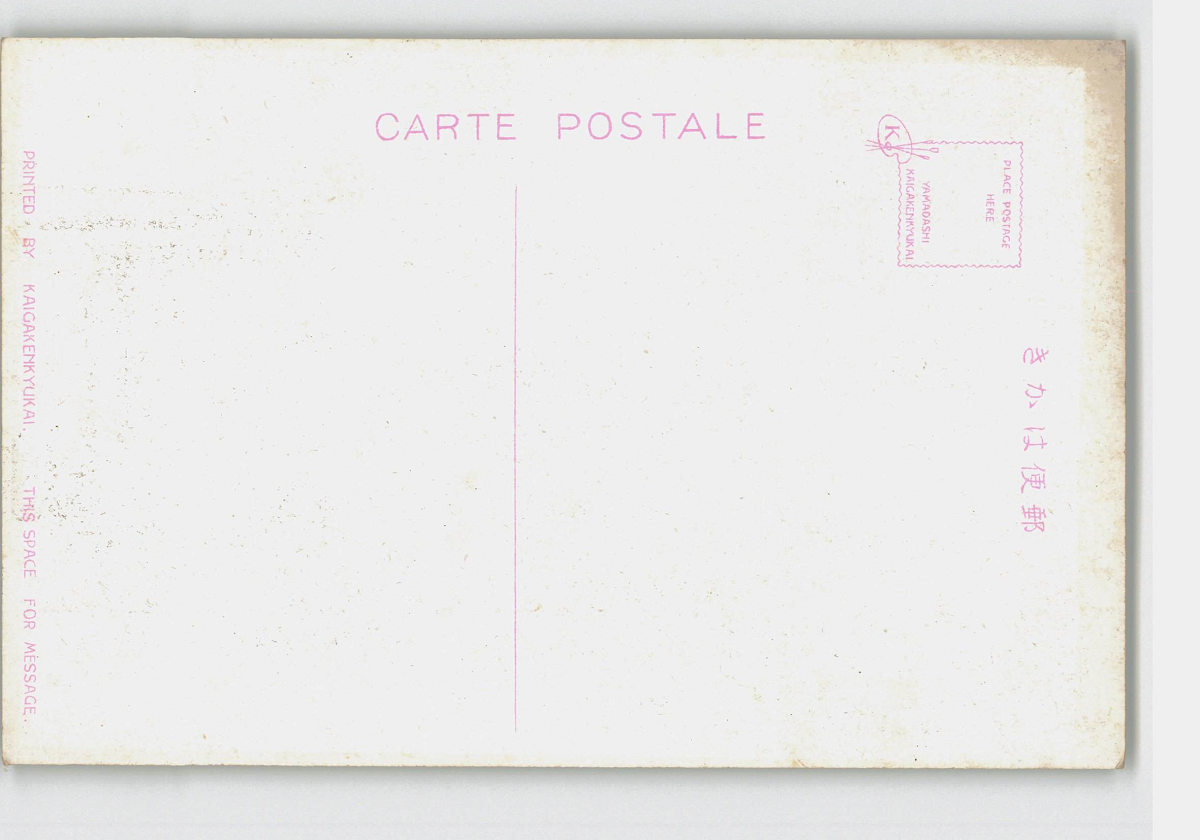 CARTE POSTALE
K
PLACE POSTAGE
HERE
YAMADASHI
KAIGAKENKYUKAI
きかは便郵
PRINTED BY KAIGAKENKYUKAI. THIS SPACE FOR MESSAGE.